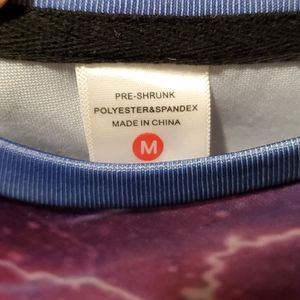 PRE-SHRUNK
POLYESTER&SPANDEX
MADE IN CHINA
M